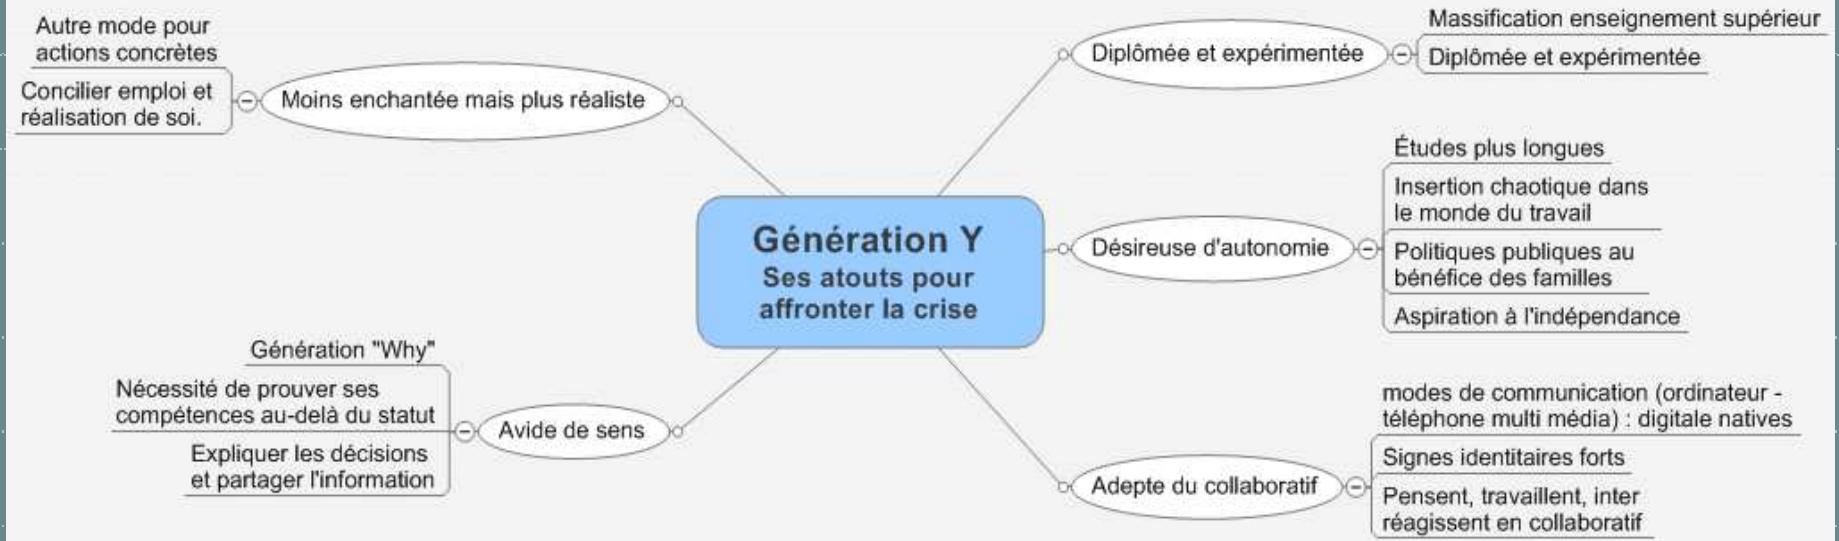 Autre mode pour
actions concrètes
Concilier emploi et
réalisation de soi.
Moins enchantée mais plus réaliste
Diplômée et expérimentée
Massification enseignement supérieur
Diplômée et expérimentée
Génération Y
Ses atouts pour
affronter la crise
Désireuse d'autonomie
Études plus longues
Insertion chaotique dans
le monde du travail
Politiques publiques au
bénéfice des familles
Aspiration à l'indépendance
Génération "Why"
Nécessité de prouver ses
compétences au-delà du statut
Expliquer les décisions
et partager l'information
Avide de sens
Adepte du collaboratif
modes de communication (ordinateur -
téléphone multi média) : digitale natives
Signes identitaires forts
Pensent, travaillent, inter
réagissent en collaboratif